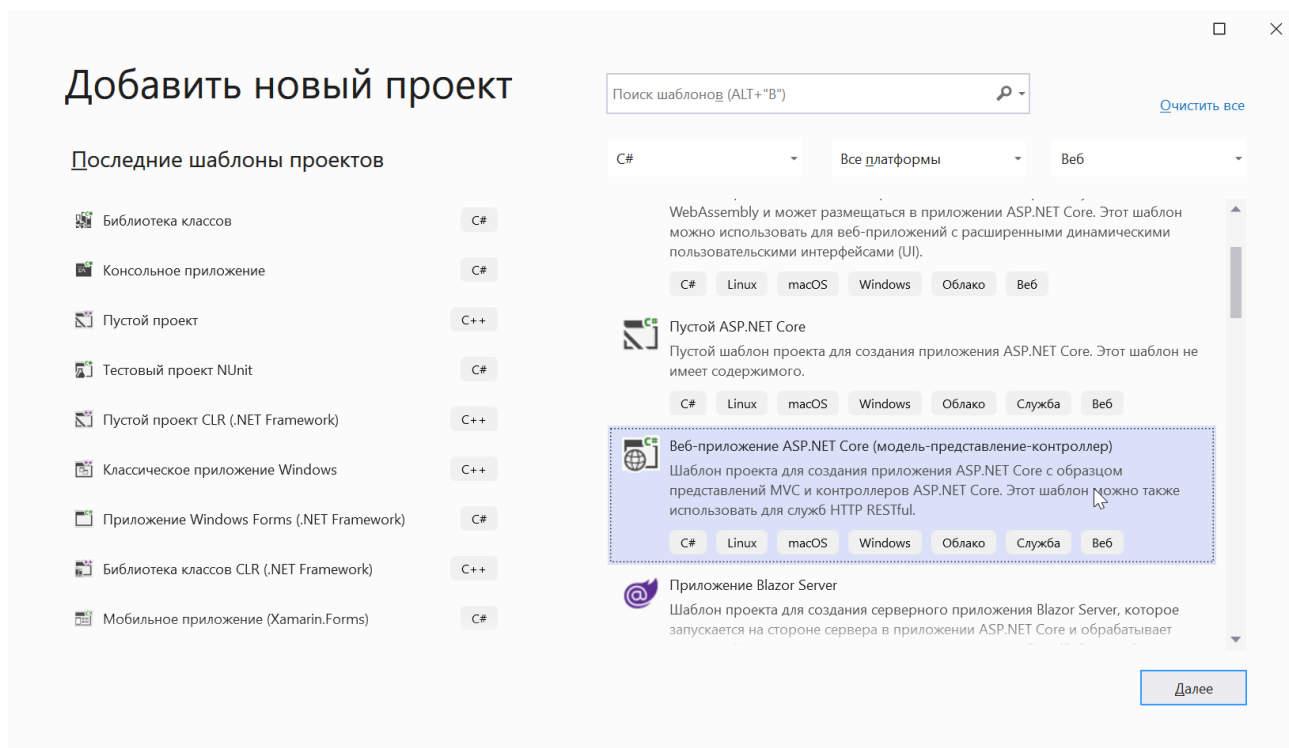 Добавить новый проект
Поиск шаблонов (ALT+"В")
Очистить все
Последние шаблоны проектов
C#
Все платформы
Веб
Библиотека классов C#
Консольное приложение C#
Пустой проект C++
Тестовый проект NUnit C#
Пустой проект CLR (.NET Framework) C++
Классическое приложение Windows C++
Приложение Windows Forms (.NET Framework) C#
Библиотека классов CLR (.NET Framework) C++
Мобильное приложение (Xamarin.Forms) C#
WebAssembly и может размещаться в приложении ASP.NET Core. Этот шаблон
можно использовать для веб-приложений с расширенными динамическими
пользовательскими интерфейсами (UI).
C# Linux macOS Windows Облако Веб
Пустой ASP.NET Core
Пустой шаблон проекта для создания приложения ASP.NET Core. Этот шаблон не
имеет содержимого.
C# Linux macOS Windows Облако Служба Веб
Веб-приложение ASP.NET Core (модель-представление-контроллер)
Шаблон проекта для создания приложения ASP.NET Core с образцом
представлений MVC и контроллеров ASP.NET Core. Этот шаблон можно также
использовать для служб HTTP RESTful.
C# Linux macOS Windows Облако Служба Веб
Приложение Blazor Server
Шаблон проекта для создания серверного приложения Blazor Server, которое
запускается на стороне сервера в приложении ASP.NET Core и обрабатывает
Далее